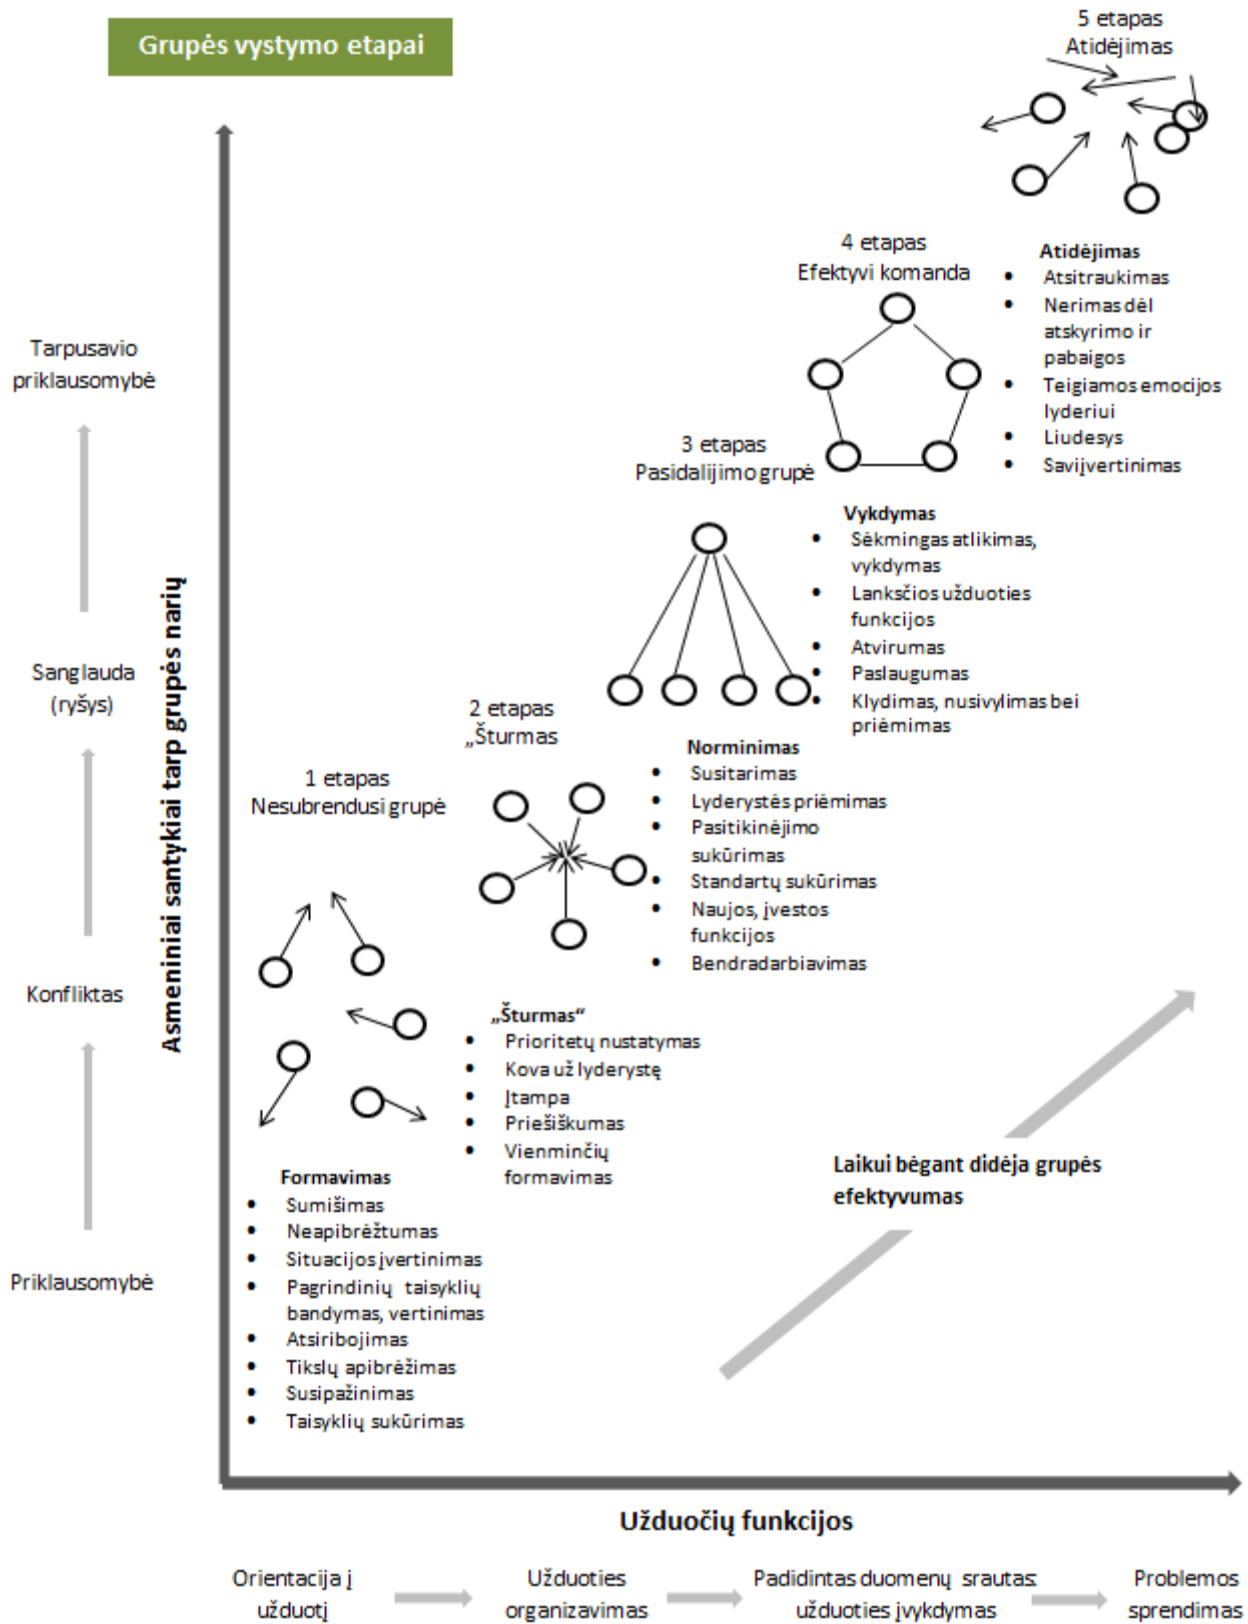 Grupės vystymo etapai
5 etapas
Atidėjimas
4 etapas
Efektyvi komanda
Atidėjimas
• Atsitraukimas
• Nerimas dėl
atskyrimo ir
pabaigos
• Teigiamos emocijos
lyderiui
• Liudesys
• Savijvertinimas
3 etapas
Pasidalijimo grupė
Vykdymas
• Sėkmingas atlikimas,
vykdymas
• Lanksčios užduoties
funkcijos
• Atvirumas
• Paslaugumas
• Klydimas, nusivylimas bei
priėmimas
2 etapas
„Šturmas
Norminimas
• Susitarimas
• Lyderystės priėmimas
• Pasitikinėjimo
sukūrimas
• Standartų sukūrimas
• Naujos, įvestos
funkcijos
• Bendradarbiavimas
1 etapas
Nesubrendusi grupė
„Šturmas“
• Prioritetų nustatymas
• Kova už lyderystę
• Įtampa
• Priešiškumas
• Vienminčių
formavimas
Formavimas
• Sumišimas
• Neapibrėžtumas
• Situacijos įvertinimas
• Pagrindinių taisyklių
bandymas, vertinimas
• Atsiribojimas
• Tikslų apibrėžimas
• Susipažinimas
• Taisyklių sukūrimas
Tarpusavio
priklausomybė
Sanglauda
(ryšys)
Konfliktas
Priklausomybė
Asmeniniai santykiai tarp grupės narių
Laikui bėgant didėja grupės
efektyvumas
Užduočių funkcijos
Orientacija į
užduotį
Užduoties
organizavimas
Padidintas duomenų srautas:
užduoties įvykdymas
Problemos
sprendimas